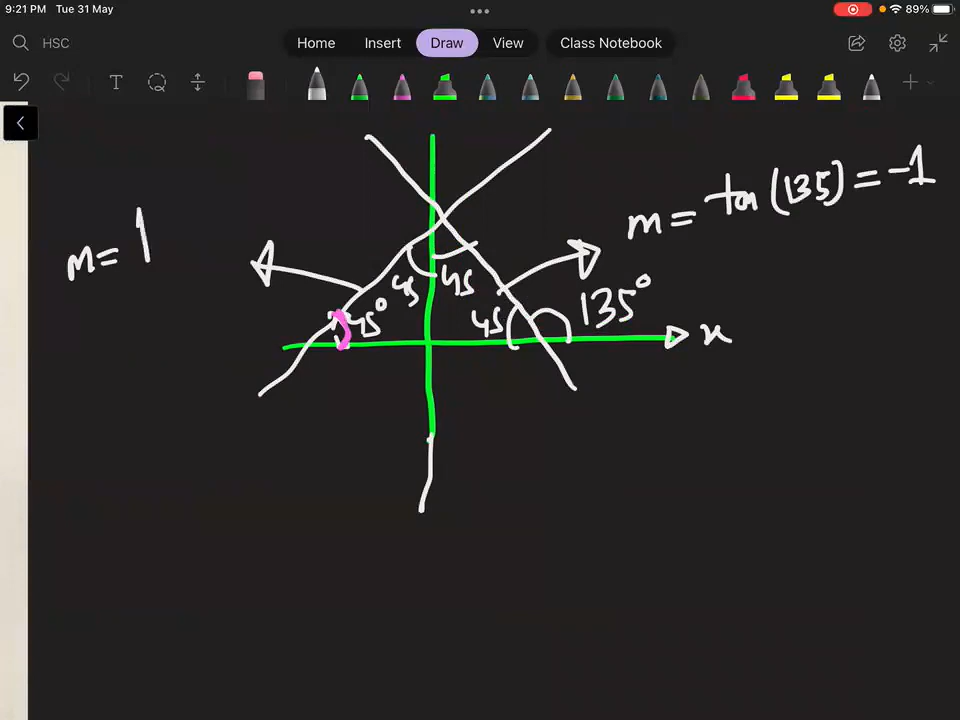 9:21 PM Tue 31 May
89%
HSC
Home Insert Draw View Class Notebook
T
m = tan (135) = -1
m = 1
45 45
45° 45 135°
x